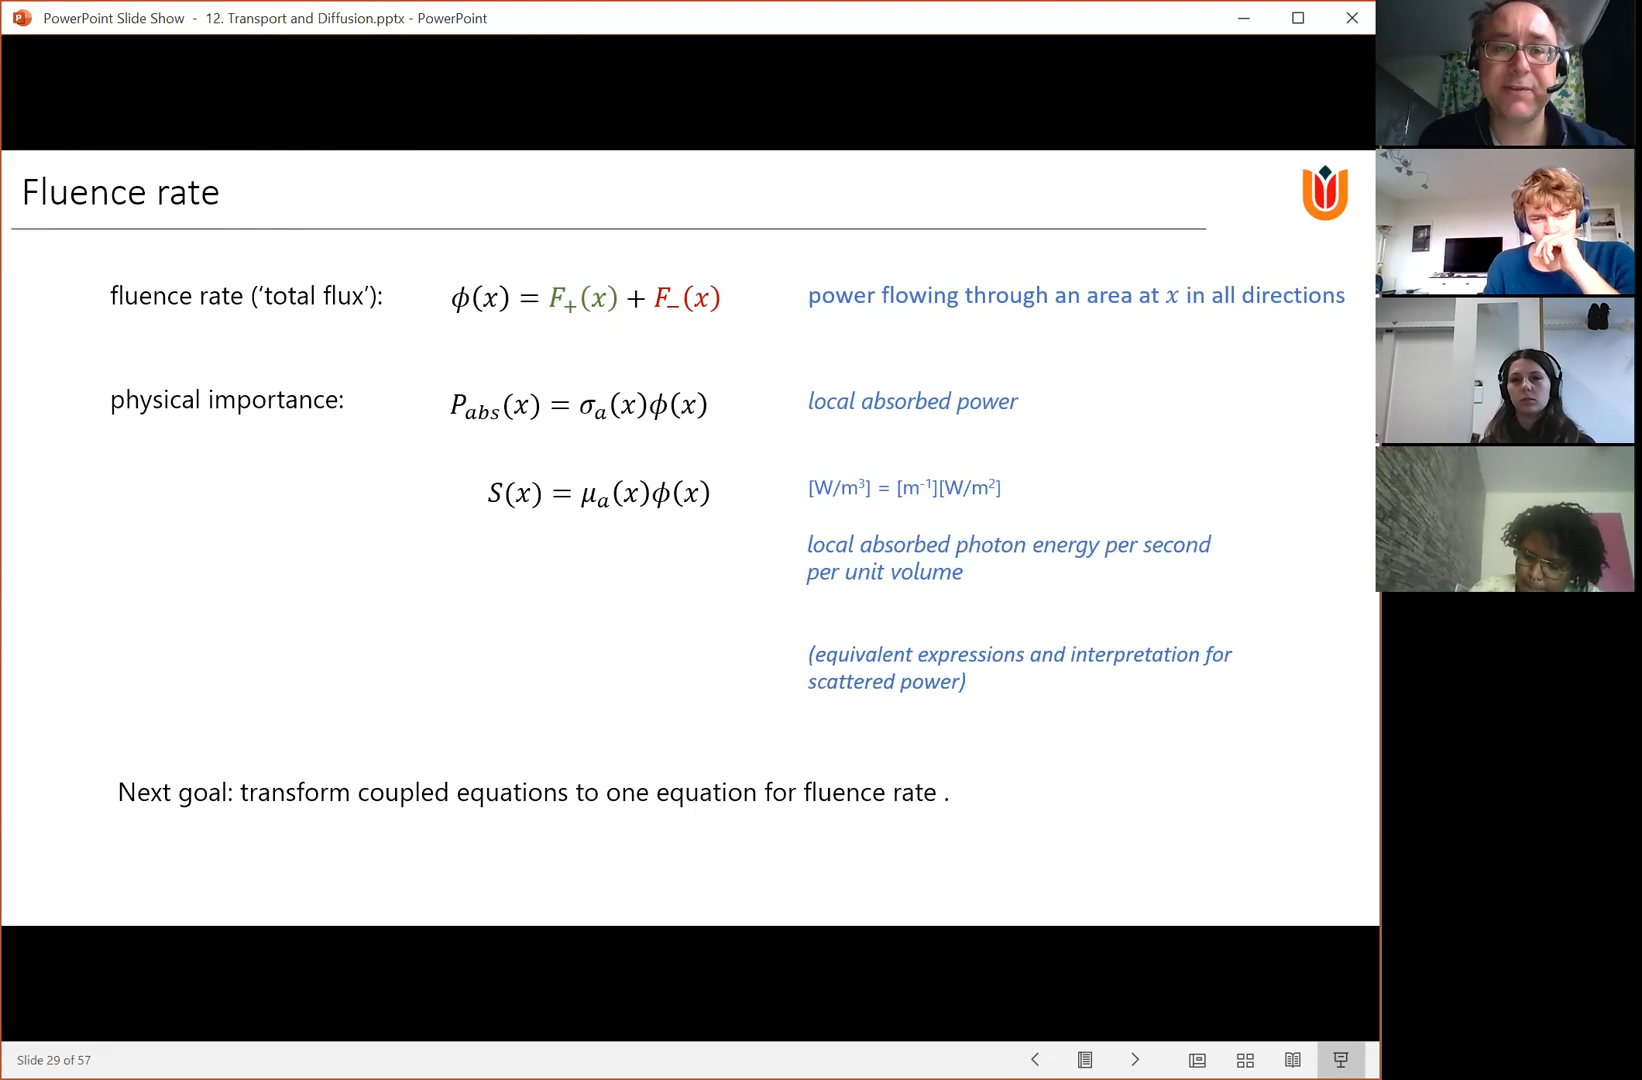 PowerPoint Slide Show - 12. Transport and Diffusion.pptx - PowerPoint
Fluence rate
fluence rate (‘total flux’): ϕ(x) = F₊(x) + F₋(x) power flowing through an area at x in all directions
physical importance: P_abs(x) = σₐ(x)ϕ(x) local absorbed power
S(x) = μₐ(x)ϕ(x) [W/m³] = [m⁻¹][W/m²]
local absorbed photon energy per second
per unit volume
(equivalent expressions and interpretation for
scattered power)
Next goal: transform coupled equations to one equation for fluence rate .
Slide 29 of 57